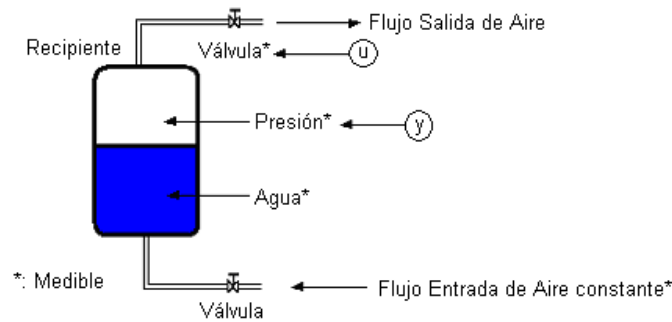 Flujo Salida de Aire
Recipiente
Válvula*
u
Presión*
y
Agua*
*: Medible
Flujo Entrada de Aire constante*
Válvula